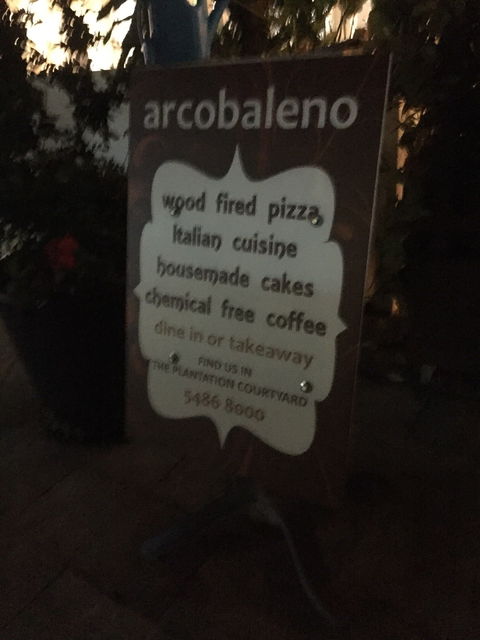 arcobaleno
wood fired pizza
Italian cuisine
housemade cakes
chemical free coffee
dine in or takeaway
FIND US IN
THE PLANTATION COURTYARD
5486 8000